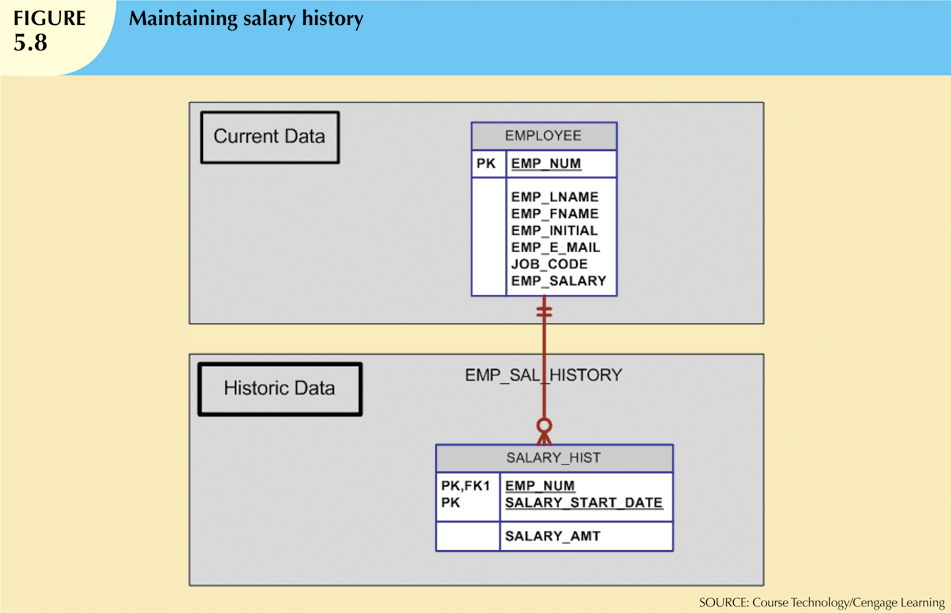 FIGURE
5.8
Maintaining salary history
Current Data
EMPLOYEE
PK EMP_NUM
EMP_LNAME
EMP_FNAME
EMP_INITIAL
EMP_E_MAIL
JOB_CODE
EMP_SALARY
Historic Data
EMP_SAL_HISTORY
SALARY_HIST
PK,FK1 EMP_NUM
PK SALARY_START_DATE
SALARY_AMT
SOURCE: Course Technology/Cengage Learning